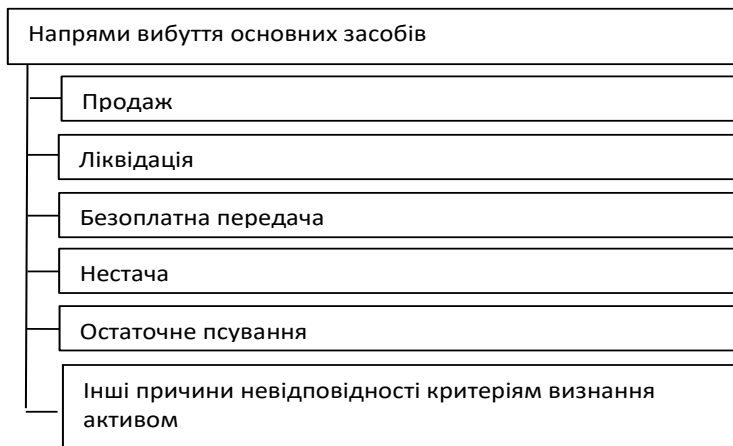 Напрями вибуття основних засобів
Продаж
Ліквідація
Безоплатна передача
Нестача
Остаточне псування
Інші причини невідповідності критеріям визнання
активом